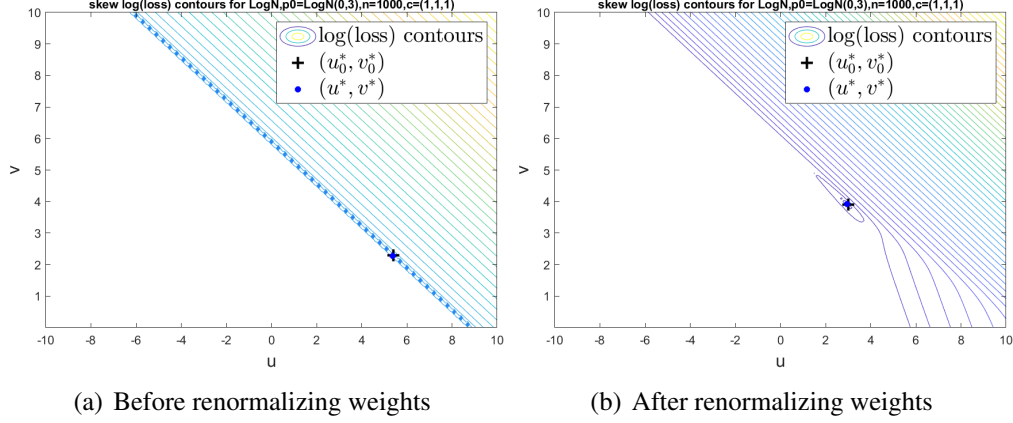 skew log(loss) contours for LogN,p0=LogN(0,3),n=1000,c=(1,1,1)
10
9
8
7
6
5
4
3
2
1
v
-10 -8 -6 -4 -2 0 2 4 6 8 10
u
log(loss) contours
(u₀*, v₀*)
(u*, v*)
(a) Before renormalizing weights
skew log(loss) contours for LogN,p0=LogN(0,3),n=1000,c=(1,1,1)
10
9
8
7
6
5
4
3
2
1
v
-10 -8 -6 -4 -2 0 2 4 6 8 10
u
log(loss) contours
(u₀*, v₀*)
(u*, v*)
(b) After renormalizing weights